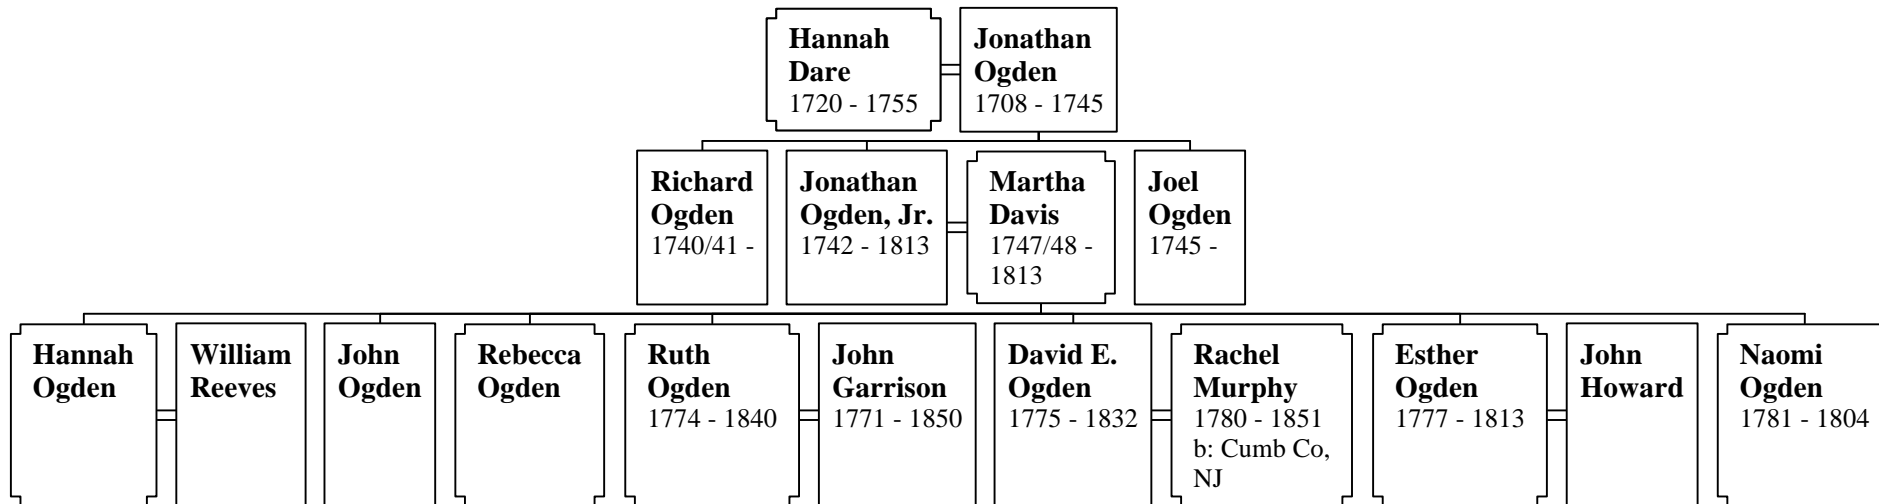 Hannah
Dare
1720 - 1755
Jonathan
Ogden
1708 - 1745
Richard
Ogden
1740/41 -
Jonathan
Ogden, Jr.
1742 - 1813
Martha
Davis
1747/48 -
1813
Joel
Ogden
1745 -
Hannah
Ogden
William
Reeves
John
Ogden
Rebecca
Ogden
Ruth
Ogden
1774 - 1840
John
Garrison
1771 - 1850
David E.
Ogden
1775 - 1832
Rachel
Murphy
1780 - 1851
b: Cumb Co,
NJ
Esther
Ogden
1777 - 1813
John
Howard
Naomi
Ogden
1781 - 1804